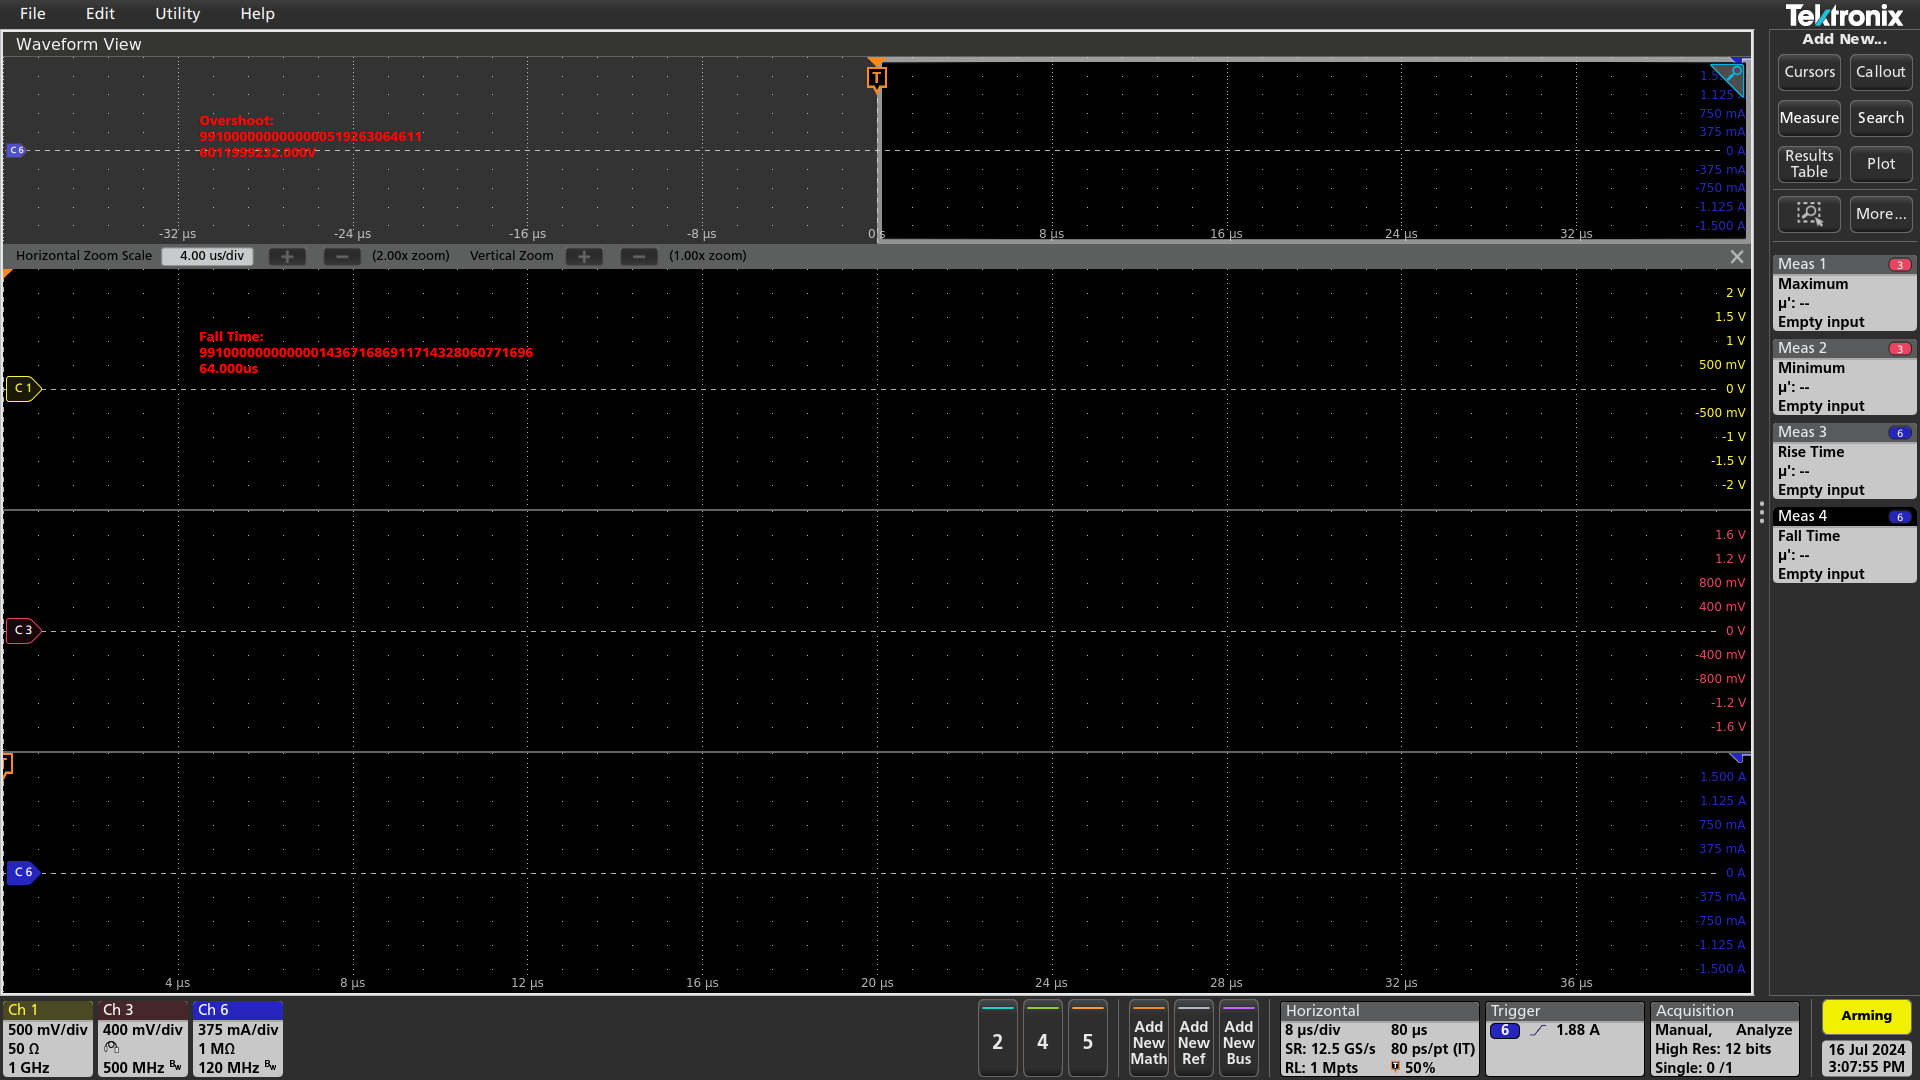 File Edit Utility Help
Tektronix
Waveform View
Add New...
Cursors Callout
Measure Search
Results Table Plot
More...
Overshoot:
9910000000000000519263064611
6011999232.000V
C 6
T
1.125
750 mA
375 mA
0 A
-375 mA
-750 mA
-1.125 A
-1.500 A
-32 µs -24 µs -16 µs -8 µs 0 s 8 µs 16 µs 24 µs 32 µs
Horizontal Zoom Scale 4.00 us/div + − (2.00x zoom) Vertical Zoom + − (1.00x zoom)
Fall Time:
99100000000000014367168691171432806077​1696
64.000us
C 1
2 V
1.5 V
1 V
500 mV
0 V
-500 mV
-1 V
-1.5 V
-2 V
C 3
1.6 V
1.2 V
800 mV
400 mV
0 V
-400 mV
-800 mV
-1.2 V
-1.6 V
C 6
1.500 A
1.125 A
750 mA
375 mA
0 A
-375 mA
-750 mA
-1.125 A
-1.500 A
4 µs 8 µs 12 µs 16 µs 20 µs 24 µs 28 µs 32 µs 36 µs
Meas 1 3
Maximum
µ': --
Empty input
Meas 2 3
Minimum
µ': --
Empty input
Meas 3 6
Rise Time
µ': --
Empty input
Meas 4 6
Fall Time
µ': --
Empty input
Ch 1
500 mV/div
50 Ω
1 GHz
Ch 3
400 mV/div
500 MHz Bw
Ch 6
375 mA/div
1 MΩ
120 MHz Bw
2 4 5
Add New Math
Add New Ref
Add New Bus
Horizontal
8 µs/div 80 µs
SR: 12.5 GS/s 80 ps/pt (IT)
RL: 1 Mpts 50%
Trigger
6 1.88 A
Acquisition
Manual, Analyze
High Res: 12 bits
Single: 0 /1
Arming
16 Jul 2024
3:07:55 PM